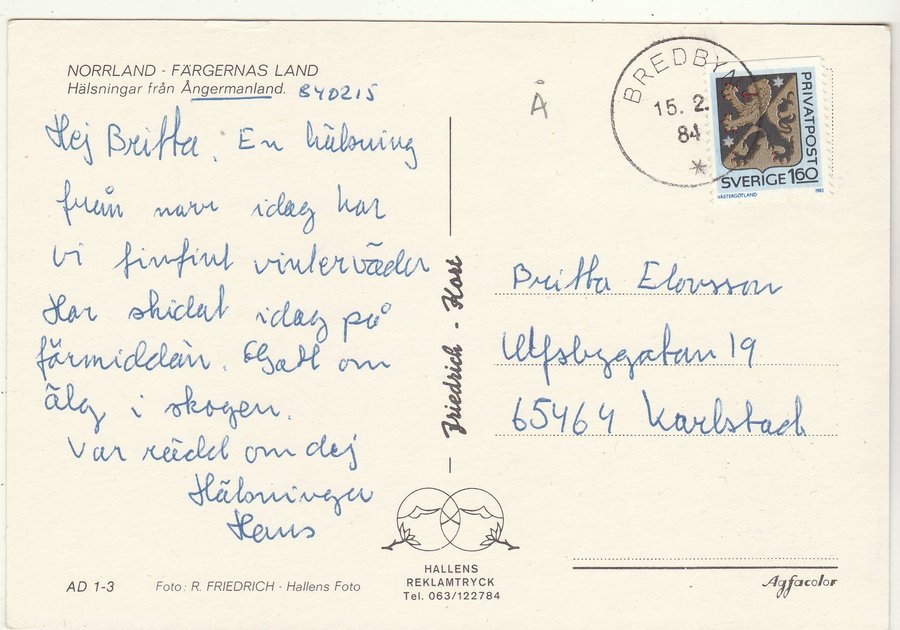 NORRLAND - FÄRGERNAS LAND
Hälsningar från Ångermanland. 840215
Hej Britta. En hälsning
från norr idag har
vi finfint vinterväder
Har skidat idag på
förmiddan. Gott om
älg i skogen.
Var rädd om dej
Hälsningar
Hans
AD 1-3 Foto: R. FRIEDRICH - Hallens Foto
Friedrich - Kort
HALLENS
REKLAMTRYCK
Tel. 063/122784
Å
BREDBYN
15. 2.
84
*
PRIVATPOST
SVERIGE 160
VÄSTERGÖTLAND 1983
Britta Elovsson
Ulfsbygatan 19
65464 Karlstad
Agfacolor